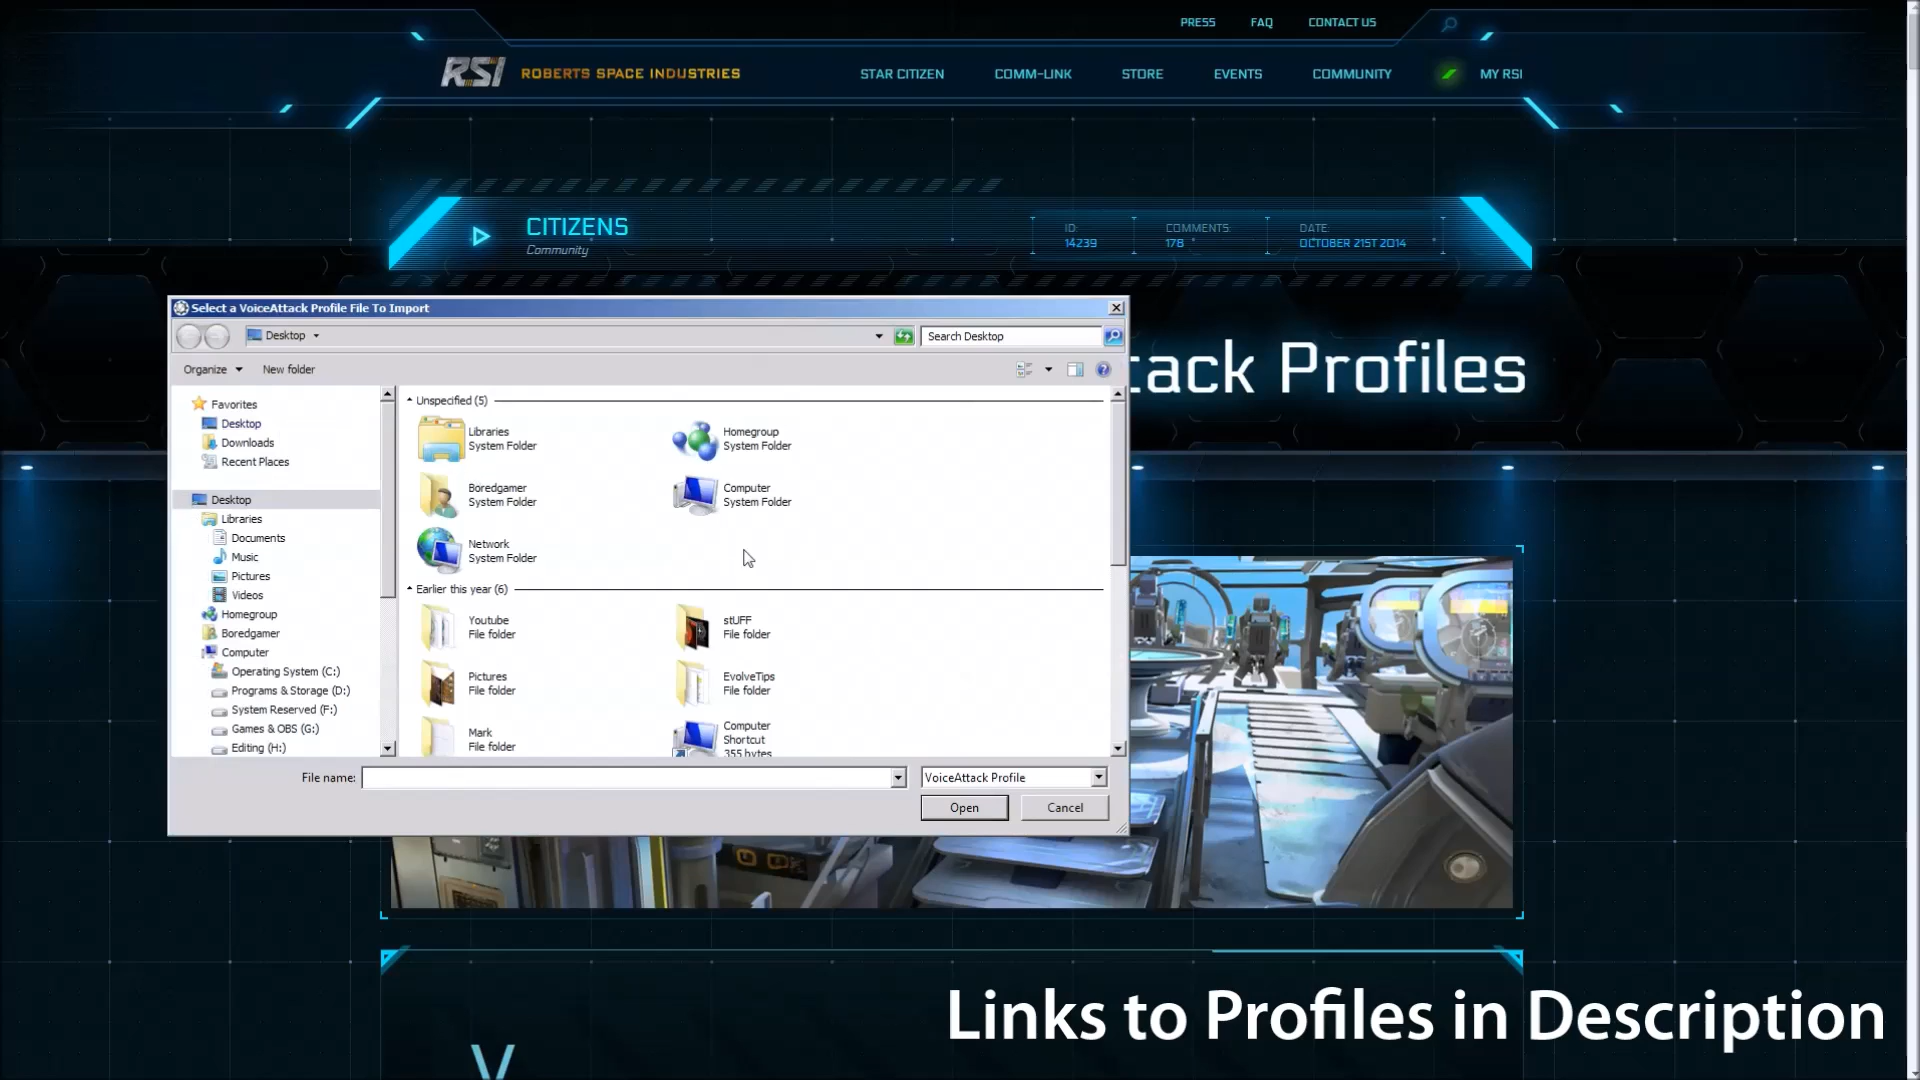 PRESS FAQ CONTACT US
RSI ROBERTS SPACE INDUSTRIES STAR CITIZEN COMM-LINK STORE EVENTS COMMUNITY MY RSI
CITIZENS
Community
ID: COMMENTS: DATE:
14239 178 OCTOBER 21ST 2014
tack Profiles
Select a VoiceAttack Profile File To Import
Desktop
Search Desktop
Organize New folder
Favorites
Desktop
Downloads
Recent Places
Desktop
Libraries
Documents
Music
Pictures
Videos
Homegroup
Boredgamer
Computer
Operating System (C:)
Programs & Storage (D:)
System Reserved (F:)
Games & OBS (G:)
Editing (H:)
Unspecified (5)
Libraries
System Folder
Homegroup
System Folder
Boredgamer
System Folder
Computer
System Folder
Network
System Folder
Earlier this year (6)
Youtube
File folder
stUFF
File folder
Pictures
File folder
EvolveTips
File folder
Mark
File folder
Computer
Shortcut
355 bytes
File name:
VoiceAttack Profile
Open Cancel
Links to Profiles in Description
V